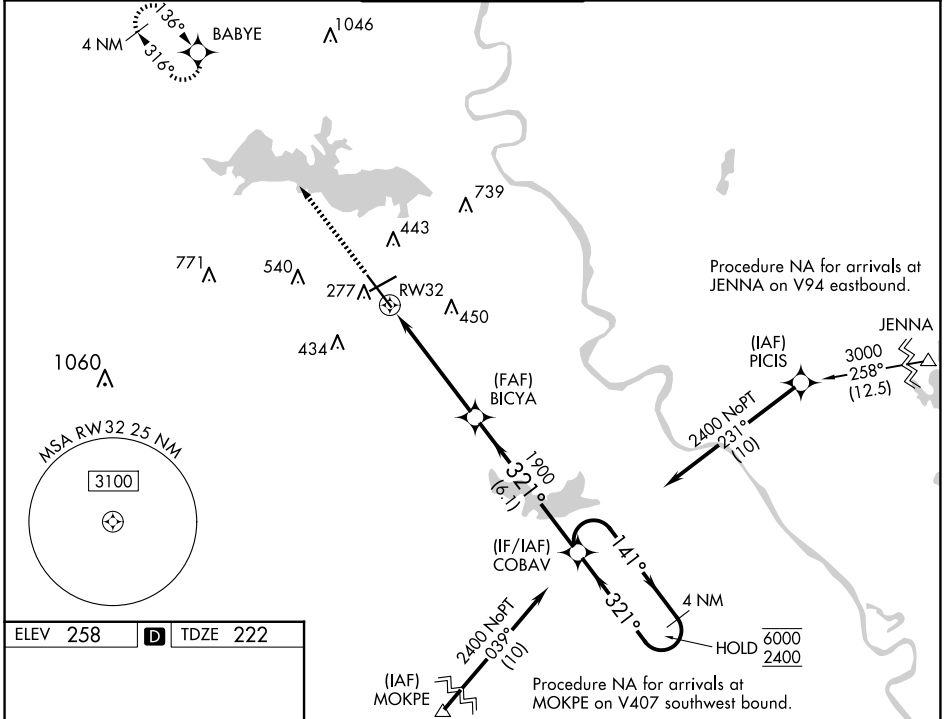 136°
4 NM
316°
BABYE
1046
739
443
771
540
277
RW32
450
434
1060
Procedure NA for arrivals at
JENNA on V94 eastbound.
JENNA
(IAF)
PICIS
3000
258°
(12.5)
2400 NoPT
231°
(10)
(FAF)
BICYA
MSA RW32 25 NM
3100
1900
321°
(6.1)
(IF/IAF)
COBAV
141°
321°
4 NM
HOLD
6000
2400
2400 NoPT
039°
(10)
(IAF)
MOKPE
Procedure NA for arrivals at
MOKPE on V407 southwest bound.
ELEV 258 D TDZE 222